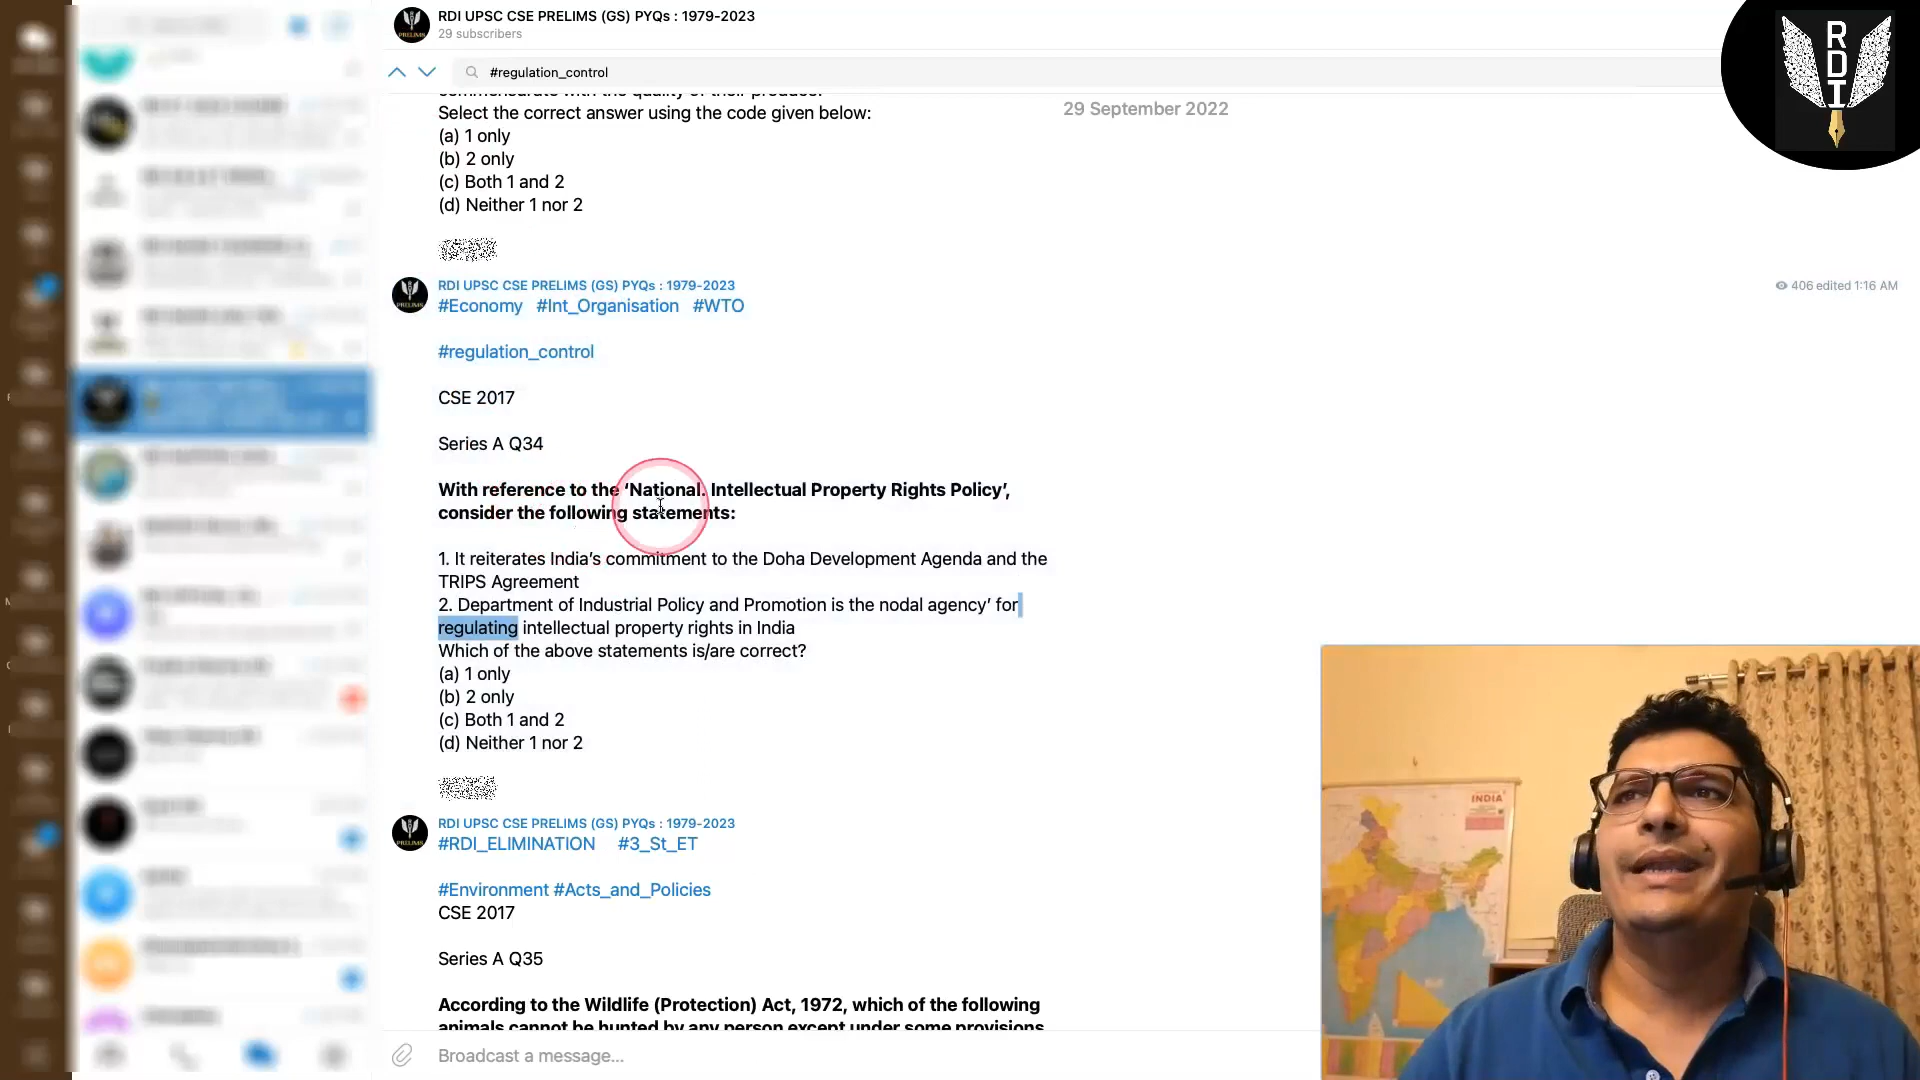 RDI UPSC CSE PRELIMS (GS) PYQs : 1979-2023
29 subscribers
#regulation_control
29 September 2022
commensurate with the quality of their produce.
Select the correct answer using the code given below:
(a) 1 only
(b) 2 only
(c) Both 1 and 2
(d) Neither 1 nor 2
RDI UPSC CSE PRELIMS (GS) PYQs : 1979-2023
406 edited 1:16 AM
#Economy #Int_Organisation #WTO
#regulation_control
CSE 2017
Series A Q34
With reference to the ‘National. Intellectual Property Rights Policy’,
consider the following statements:
1. It reiterates India’s commitment to the Doha Development Agenda and the
TRIPS Agreement
2. Department of Industrial Policy and Promotion is the nodal agency’ for
regulating intellectual property rights in India
Which of the above statements is/are correct?
(a) 1 only
(b) 2 only
(c) Both 1 and 2
(d) Neither 1 nor 2
RDI UPSC CSE PRELIMS (GS) PYQs : 1979-2023
#RDI_ELIMINATION #3_St_ET
#Environment #Acts_and_Policies
CSE 2017
Series A Q35
According to the Wildlife (Protection) Act, 1972, which of the following
animals cannot be hunted by any person except under some provisions
Broadcast a message...
RDI
INDIA